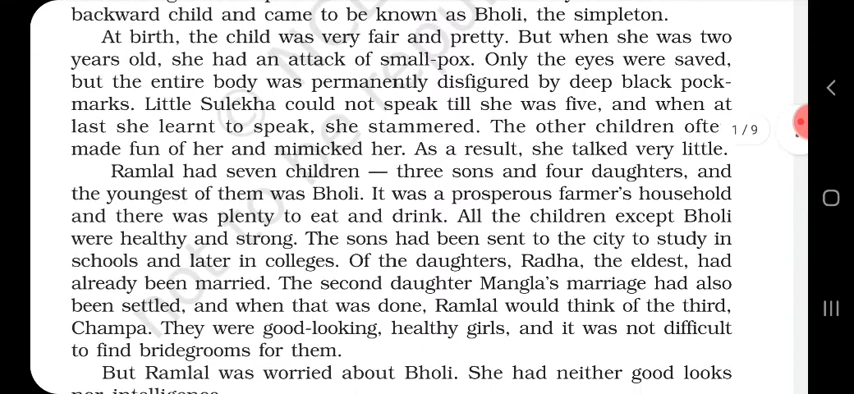 backward child and came to be known as Bholi, the simpleton.
At birth, the child was very fair and pretty. But when she was two
years old, she had an attack of small-pox. Only the eyes were saved,
but the entire body was permanently disfigured by deep black pock-
marks. Little Sulekha could not speak till she was five, and when at
last she learnt to speak, she stammered. The other children ofte 1/9
made fun of her and mimicked her. As a result, she talked very little.
Ramlal had seven children — three sons and four daughters, and
the youngest of them was Bholi. It was a prosperous farmer's household
and there was plenty to eat and drink. All the children except Bholi
were healthy and strong. The sons had been sent to the city to study in
schools and later in colleges. Of the daughters, Radha, the eldest, had
already been married. The second daughter Mangla's marriage had also
been settled, and when that was done, Ramlal would think of the third,
Champa. They were good-looking, healthy girls, and it was not difficult
to find bridegrooms for them.
But Ramlal was worried about Bholi. She had neither good looks
nor intelligence.